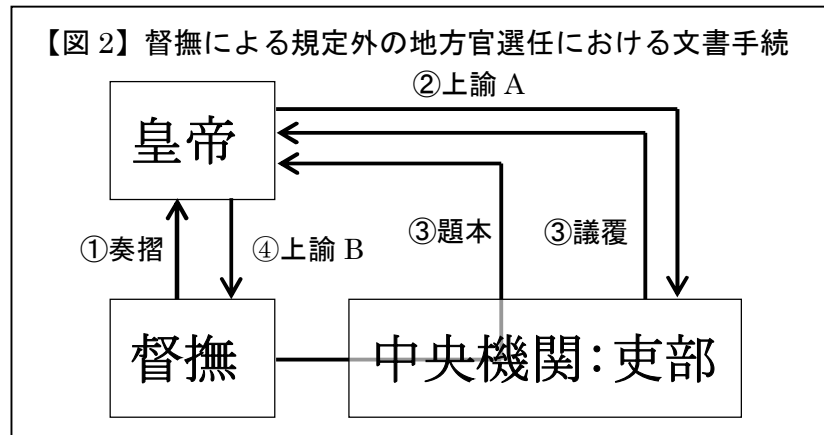 【図 2】督撫による規定外の地方官選任における文書手続
②上諭 A
皇帝
①奏摺
④上諭 B
③題本
③議覆
督撫
中央機関：吏部